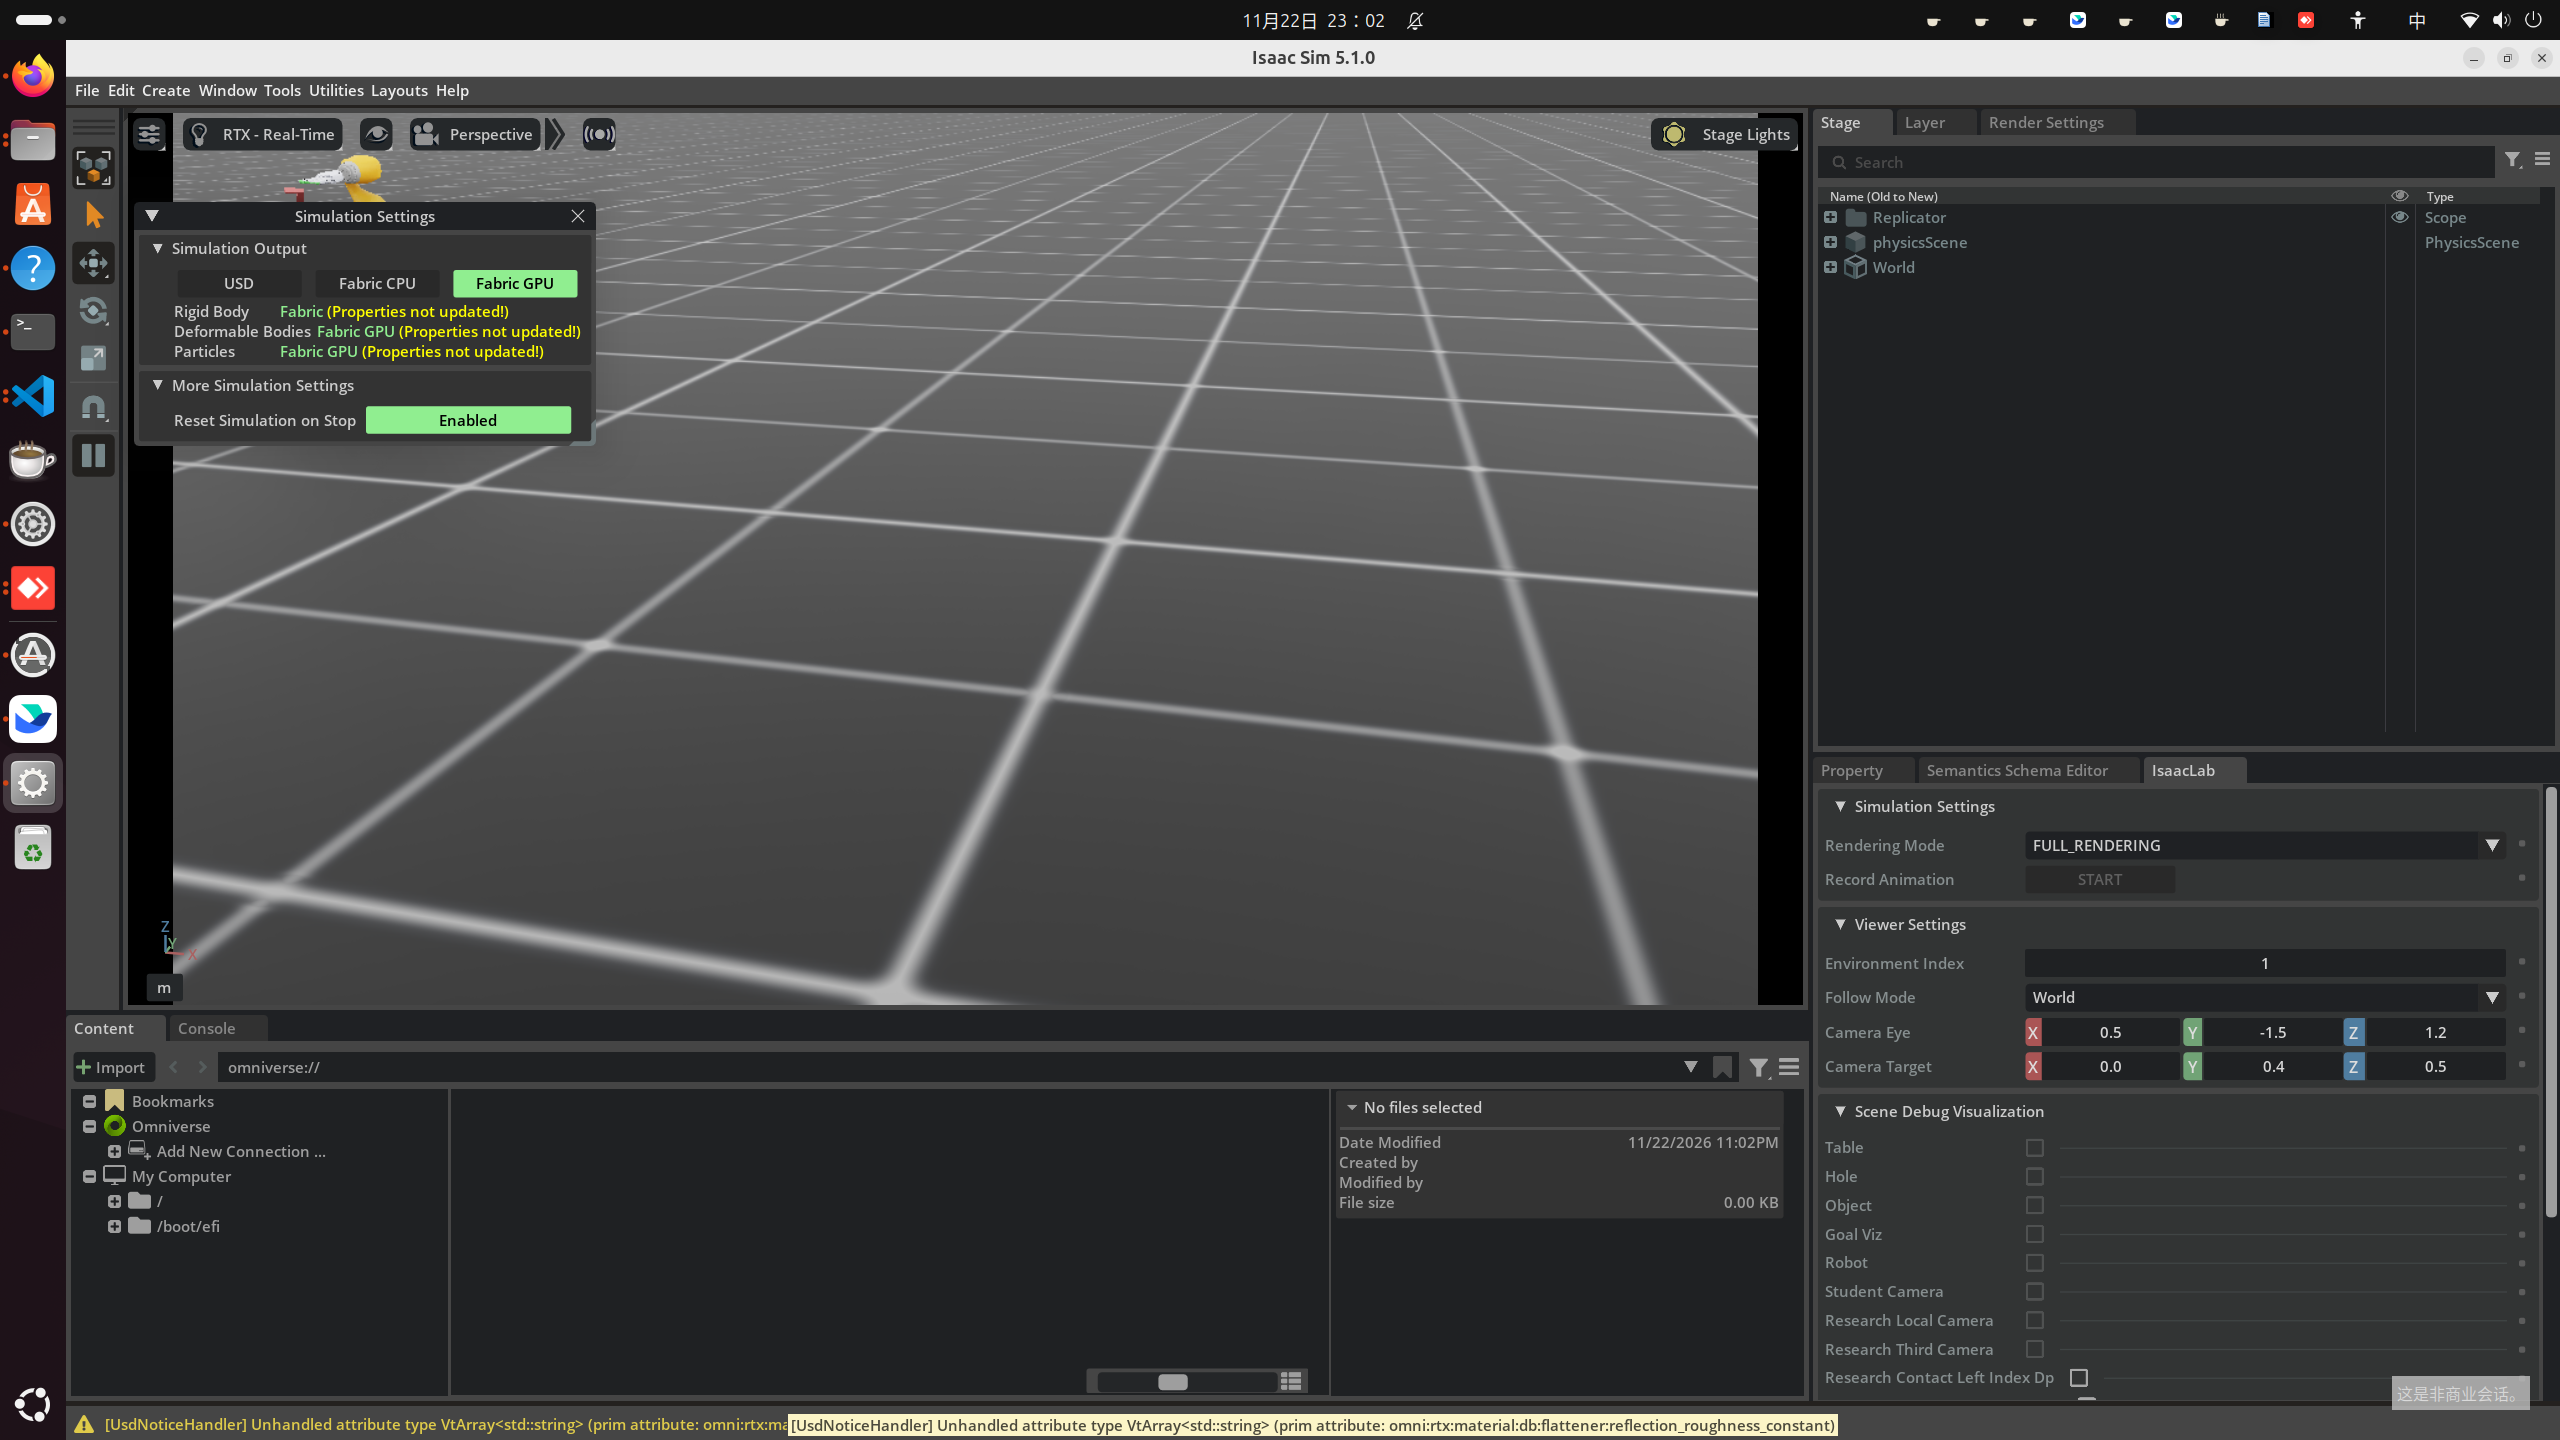 11月22日 23：02
中
Isaac Sim 5.1.0
File Edit Create Window Tools Utilities Layouts Help
RTX - Real-Time
Perspective
Stage Lights
Simulation Settings
Simulation Output
USD
Fabric CPU
Fabric GPU
Rigid Body Fabric (Properties not updated!)
Deformable Bodies Fabric GPU (Properties not updated!)
Particles Fabric GPU (Properties not updated!)
More Simulation Settings
Reset Simulation on Stop Enabled
Z
Y
X
m
Stage Layer Render Settings
Search
Name (Old to New) Type
Replicator Scope
physicsScene PhysicsScene
World
Property Semantics Schema Editor IsaacLab
Simulation Settings
Rendering Mode FULL_RENDERING
Record Animation START
Viewer Settings
Environment Index 1
Follow Mode World
Camera Eye X 0.5 Y -1.5 Z 1.2
Camera Target X 0.0 Y 0.4 Z 0.5
Scene Debug Visualization
Table
Hole
Object
Goal Viz
Robot
Student Camera
Research Local Camera
Research Third Camera
Research Contact Left Index Dp
这是非商业会话。
Content Console
Import
omniverse://
Bookmarks
Omniverse
Add New Connection ...
My Computer
/
/boot/efi
No files selected
Date Modified 11/22/2026 11:02PM
Created by
Modified by
File size 0.00 KB
[UsdNoticeHandler] Unhandled attribute type VtArray<std::string> (prim attribute: omni:rtx:ma
[UsdNoticeHandler] Unhandled attribute type VtArray<std::string> (prim attribute: omni:rtx:material:db:flattener:reflection_roughness_constant)